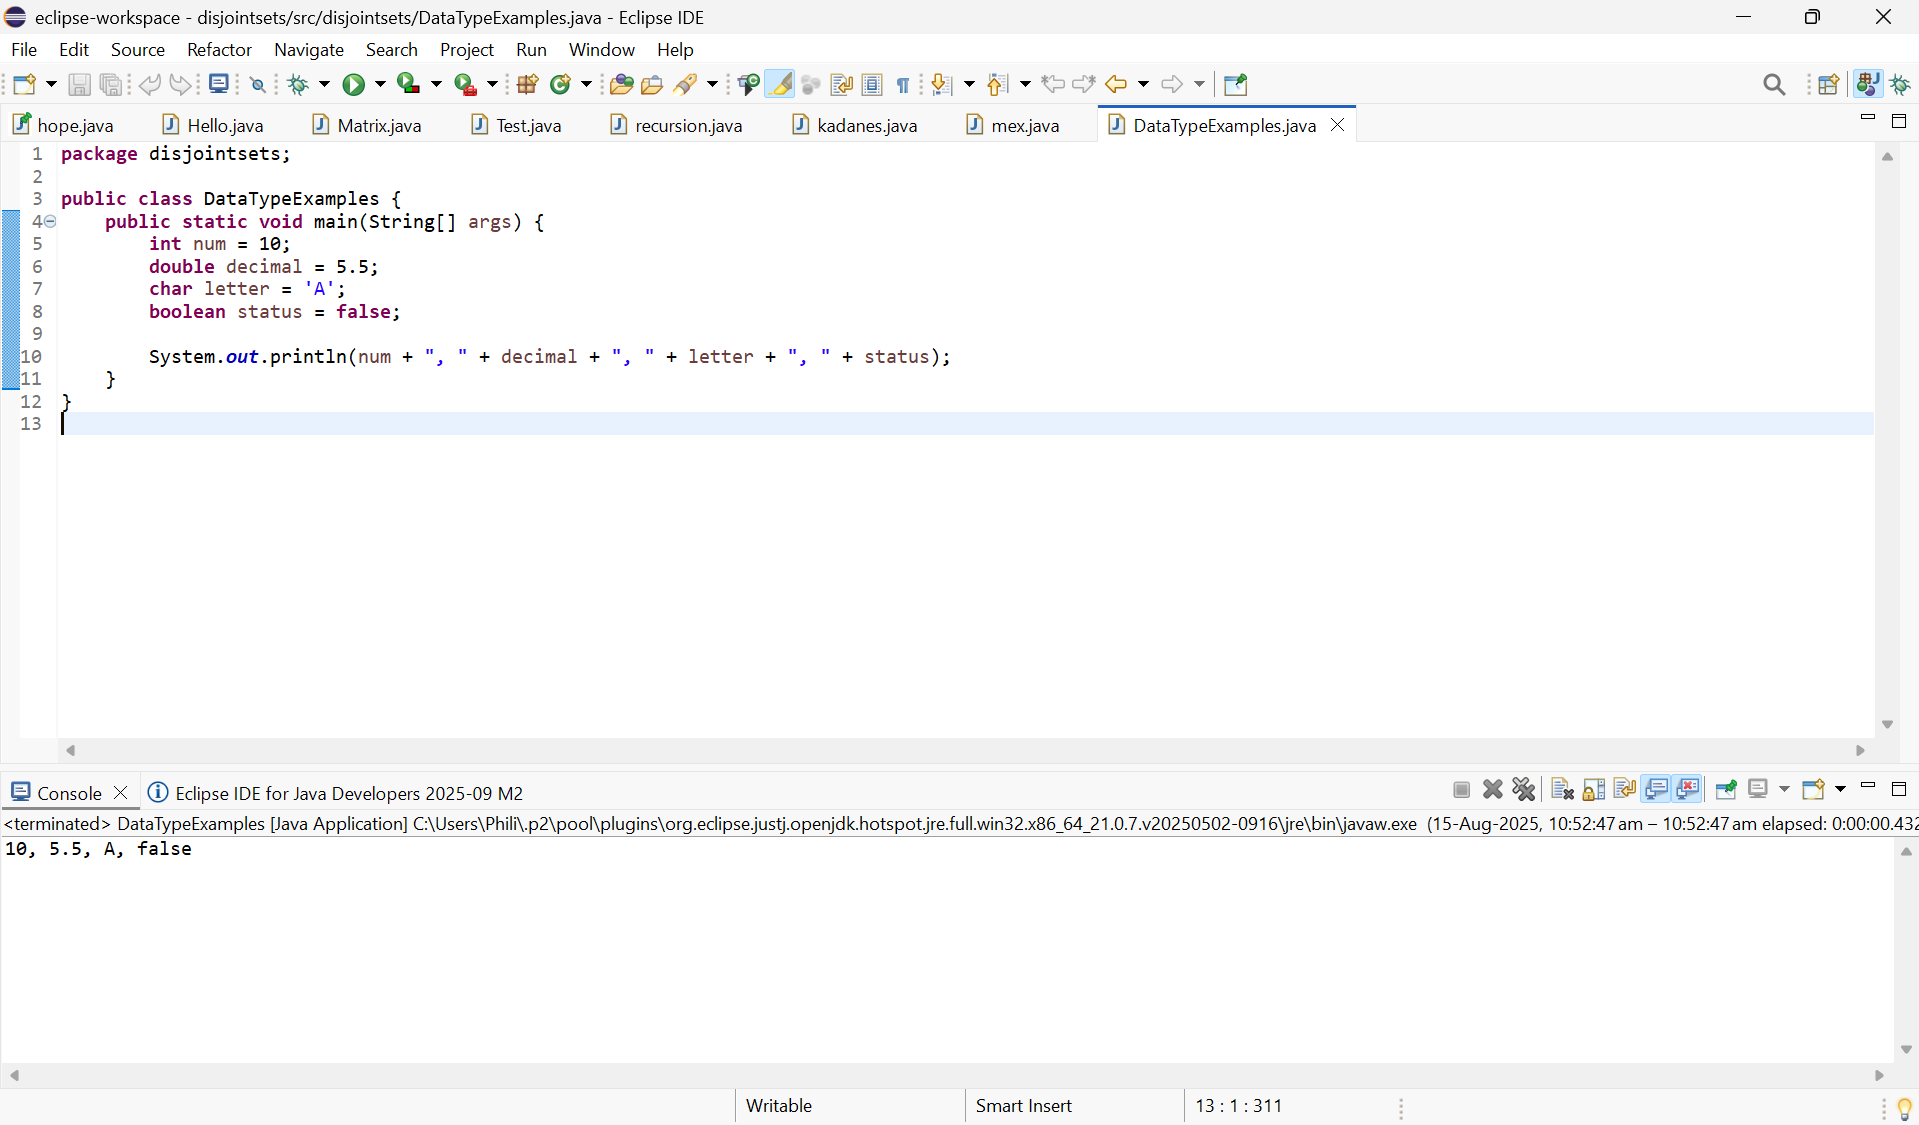 eclipse-workspace - disjointsets/src/disjointsets/DataTypeExamples.java - Eclipse IDE
File Edit Source Refactor Navigate Search Project Run Window Help
hope.java Hello.java Matrix.java Test.java recursion.java kadanes.java mex.java DataTypeExamples.java
1 package disjointsets;
2
3 public class DataTypeExamples {
4 public static void main(String[] args) {
5 int num = 10;
6 double decimal = 5.5;
7 char letter = 'A';
8 boolean status = false;
9
10 System.out.println(num + ", " + decimal + ", " + letter + ", " + status);
11 }
12 }
13
Console Eclipse IDE for Java Developers 2025-09 M2
<terminated> DataTypeExamples [Java Application] C:\Users\Phili\.p2\pool\plugins\org.eclipse.justj.openjdk.hotspot.jre.full.win32.x86_64_21.0.7.v20250502-0916\jre\bin\javaw.exe (15-Aug-2025, 10:52:47 am – 10:52:47 am elapsed: 0:00:00.432
10, 5.5, A, false
Writable Smart Insert 13 : 1 : 311